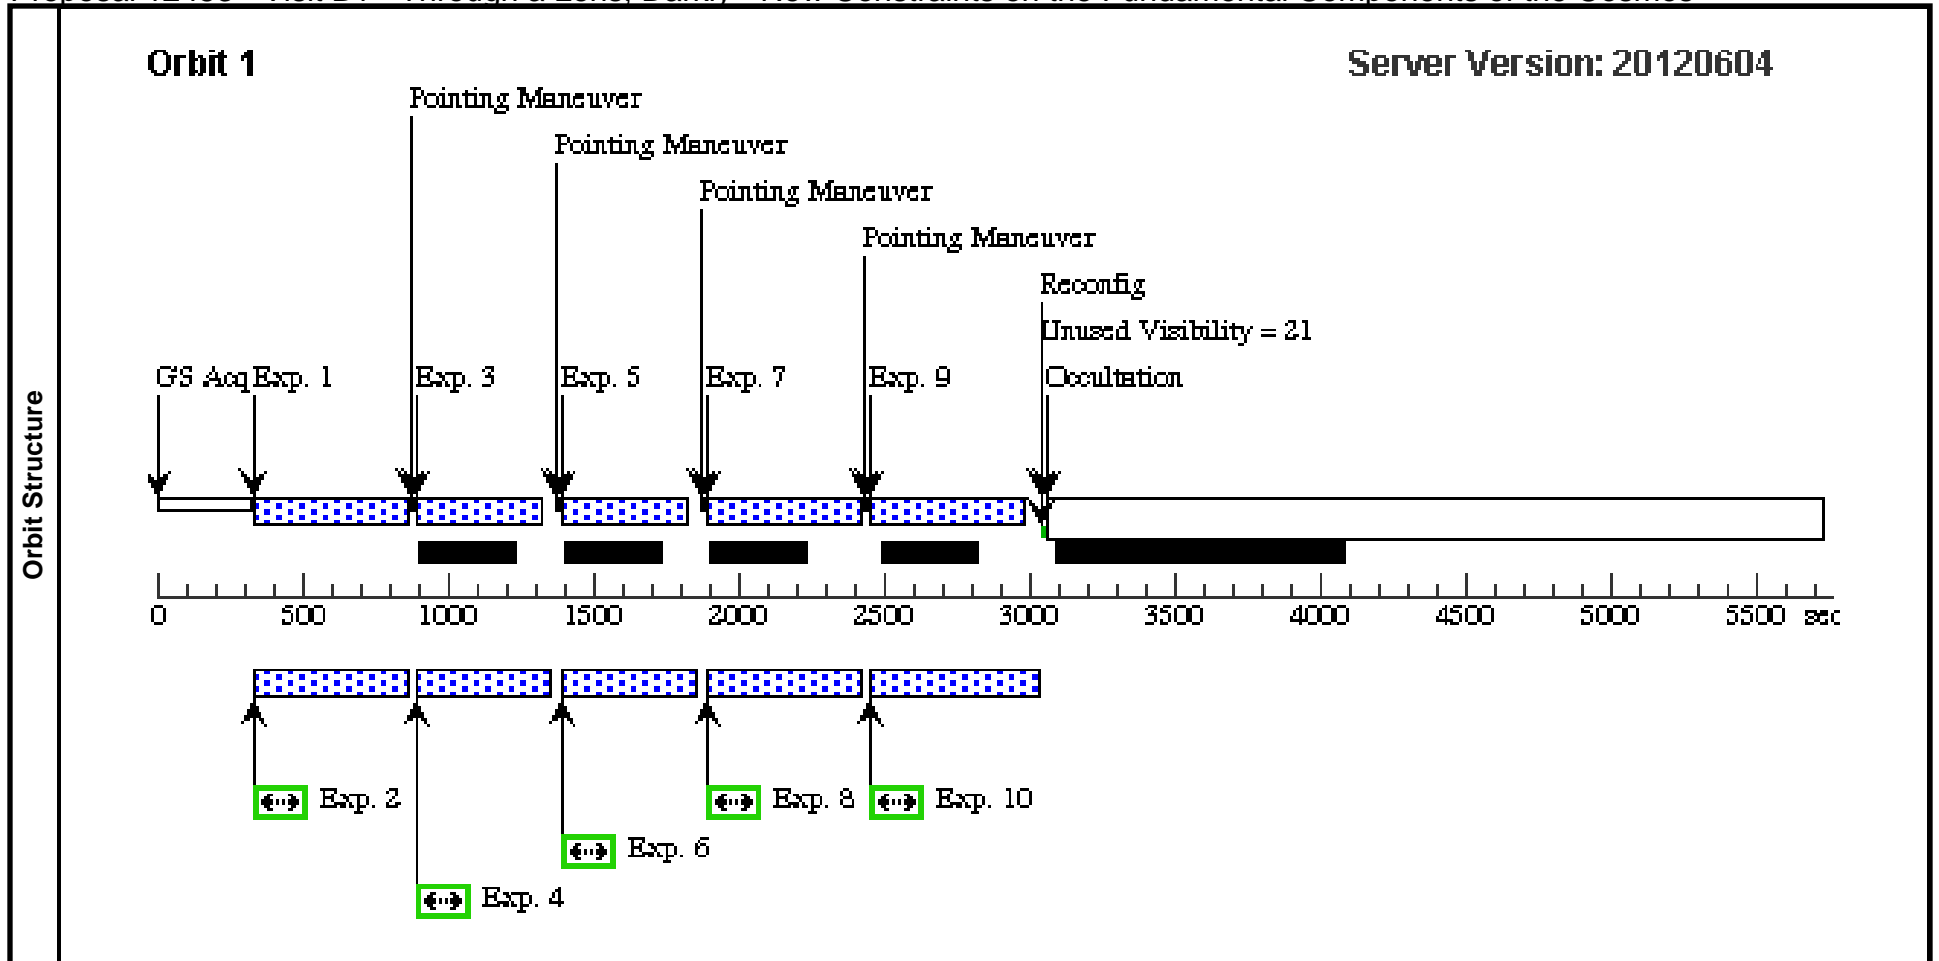 Orbit 1
Server Version: 20120604
Pointing Maneuver
Pointing Maneuver
Pointing Maneuver
Pointing Maneuver
Reconfig
Unused Visibility = 21
GS Acq Exp. 1 Exp. 3 Exp. 5 Exp. 7 Exp. 9 Occultation
Orbit Structure
0 500 1000 1500 2000 2500 3000 3500 4000 4500 5000 5500 sec
Exp. 2 Exp. 8 Exp. 10
Exp. 6
Exp. 4